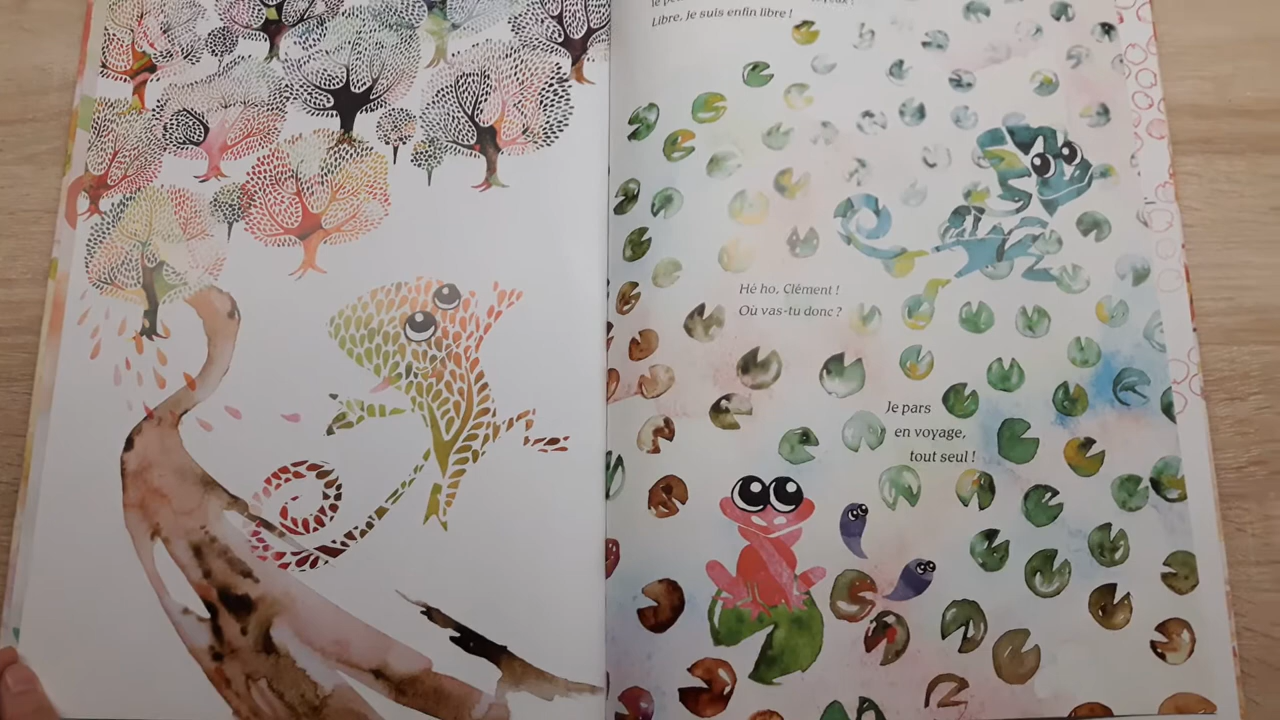 Libre, je suis enfin libre !
Hé ho, Clément !
Où vas-tu donc ?
Je pars
en voyage,
tout seul !